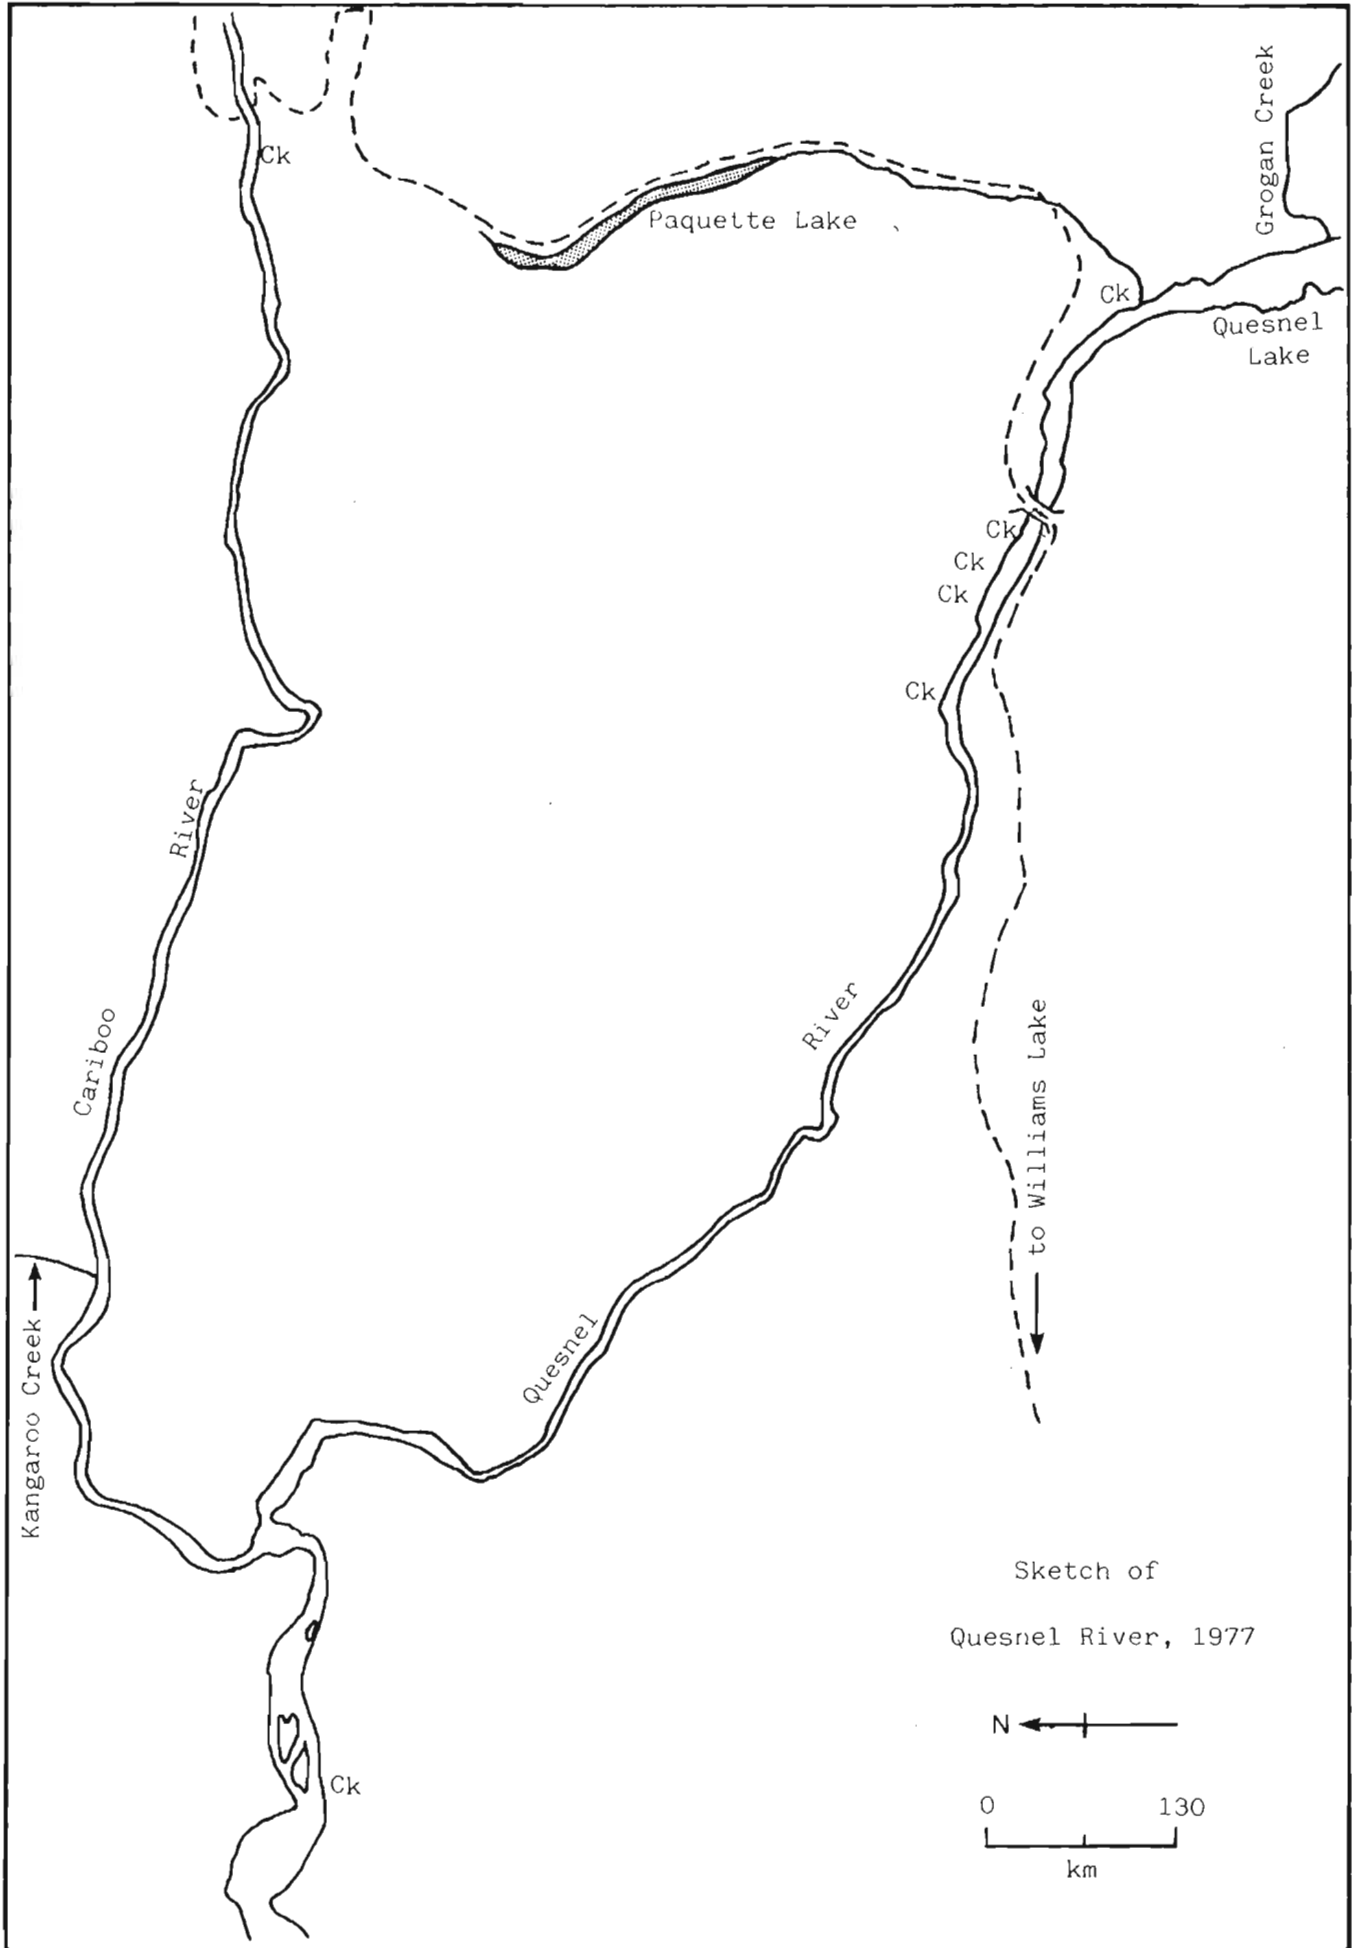 Grogan Creek
Ck
Paquette Lake
Ck
Quesnel
Lake
Ck
Ck
Ck
Ck
River
River
Cariboo
to Williams Lake
Quesnel
Kangaroo Creek
Sketch of
Quesnel River, 1977
N
Ck
0 130
km